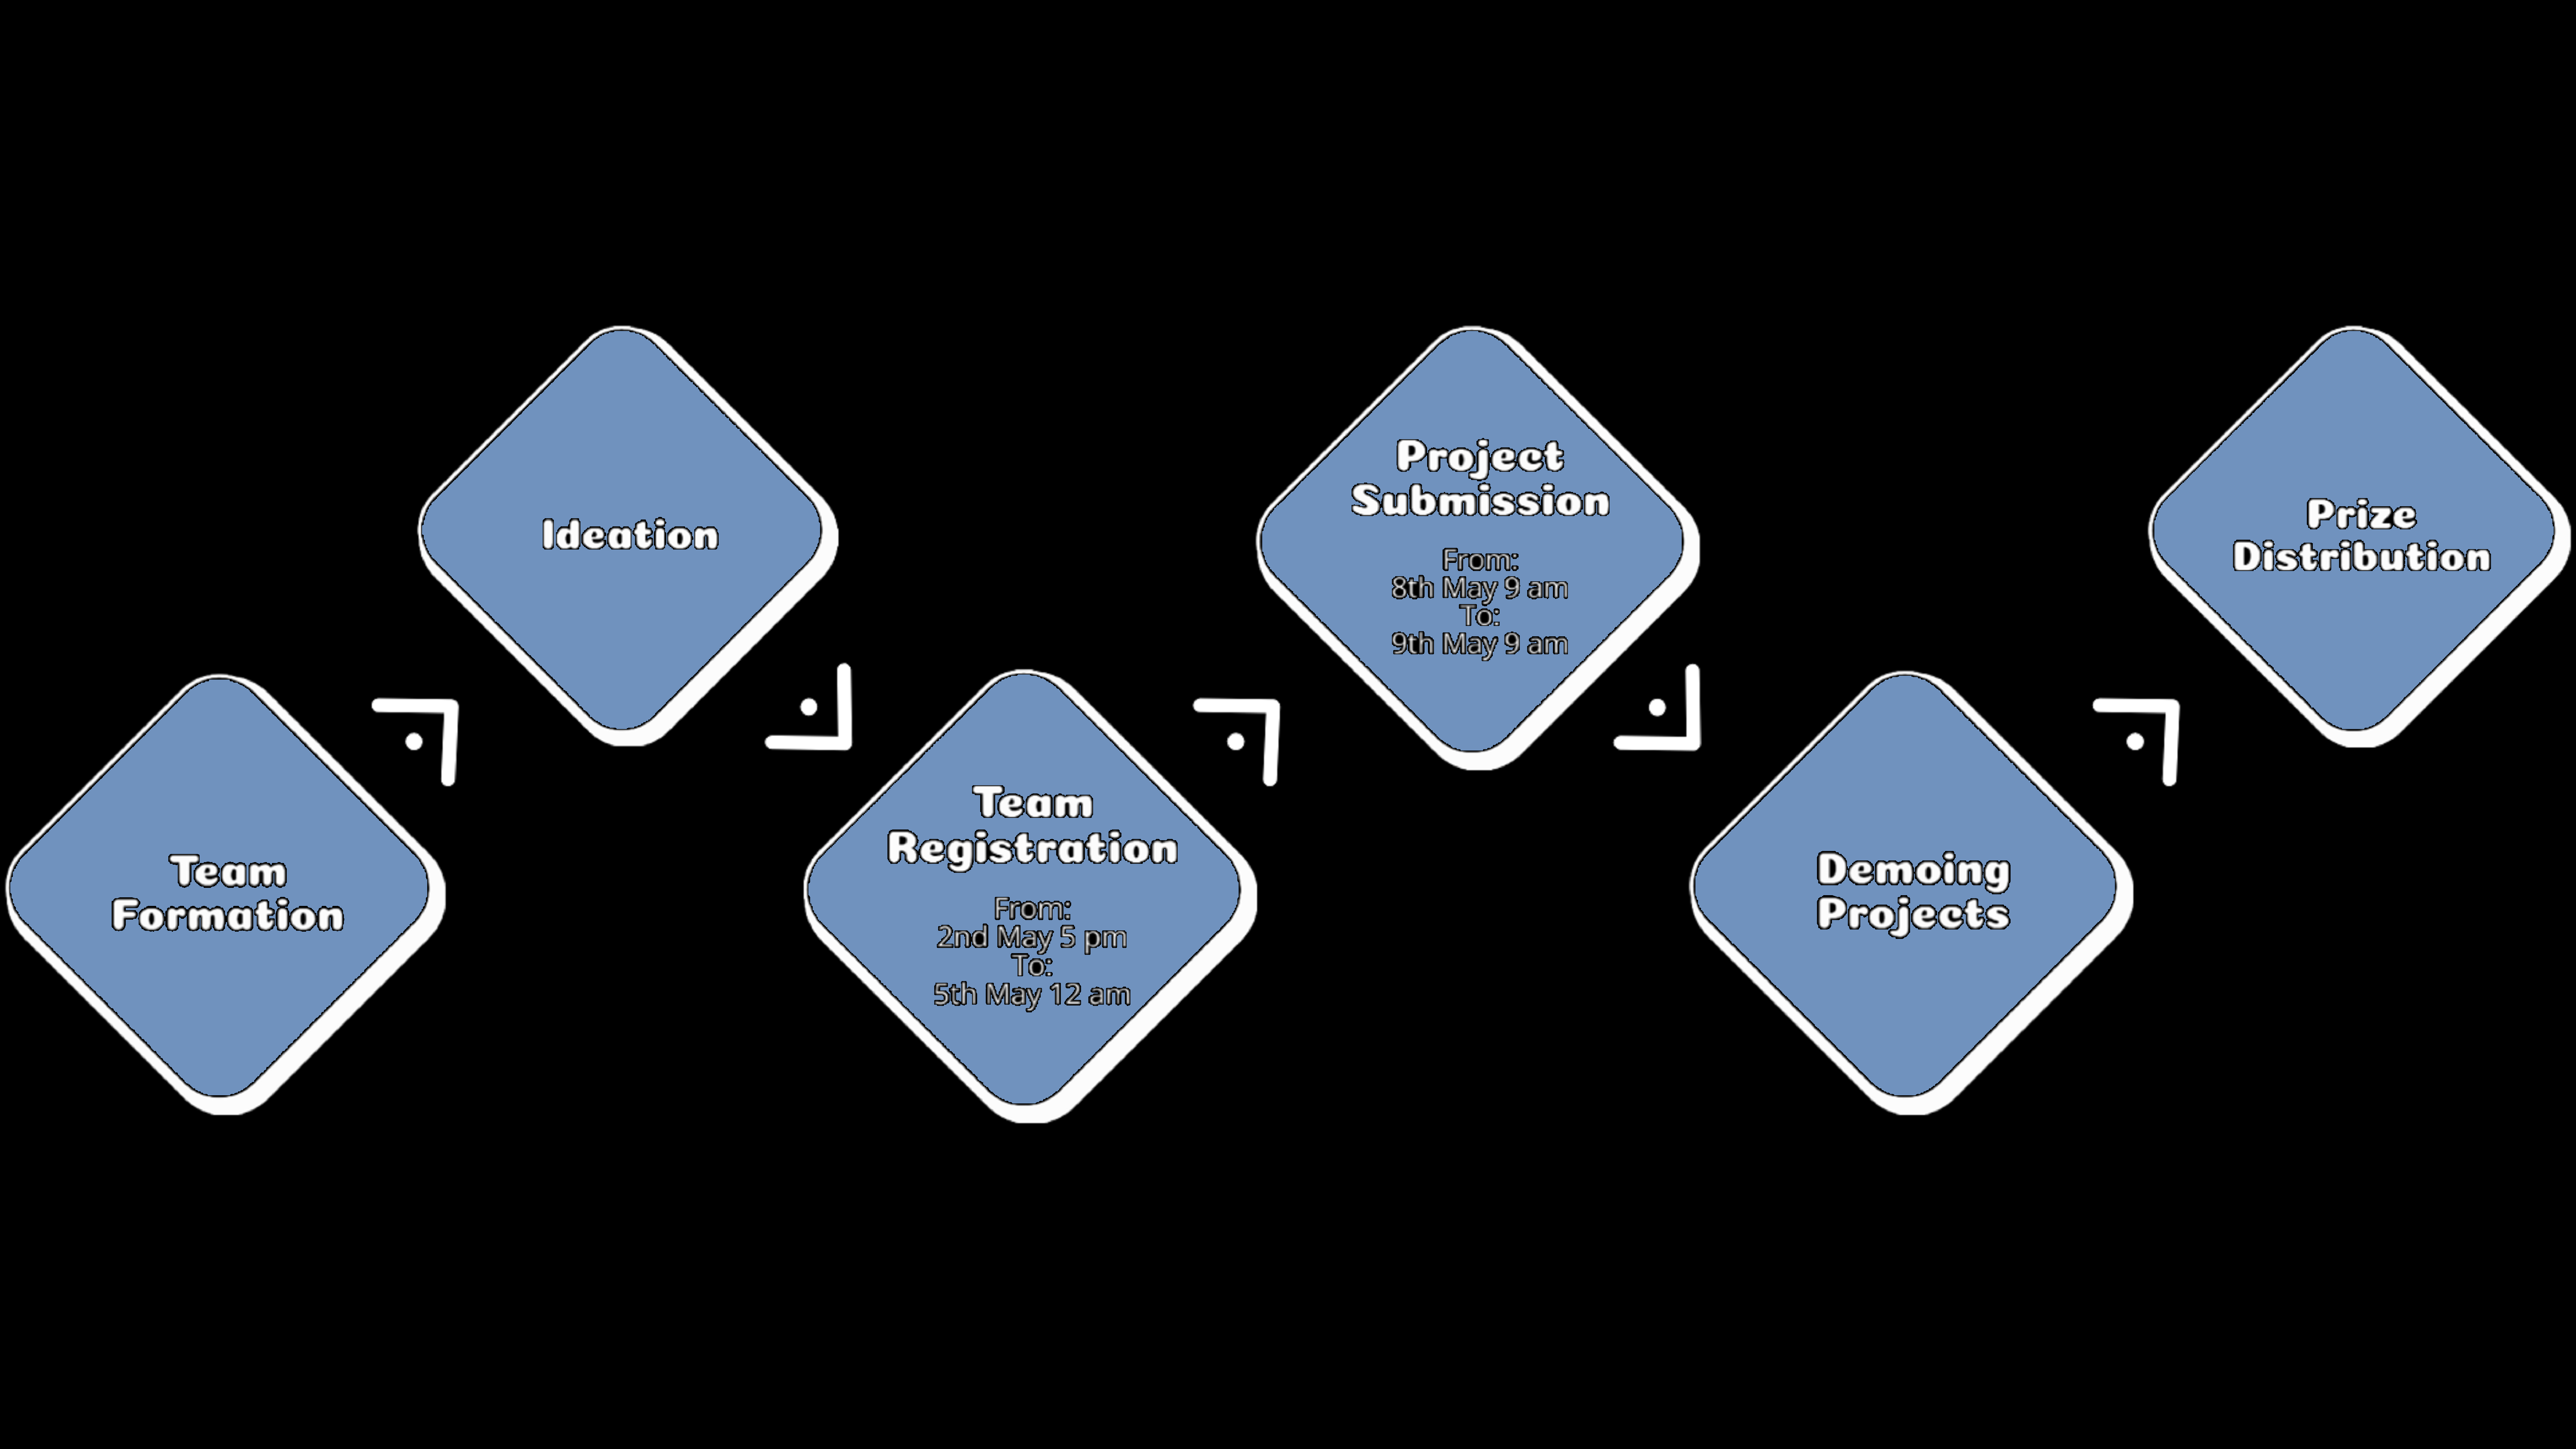 Team
Formation
Ideation
Team
Registration
From:
2nd May 5 pm
To:
5th May 12 am
Project
Submission
From:
8th May 9 am
To:
9th May 9 am
Demoing
Projects
Prize
Distribution